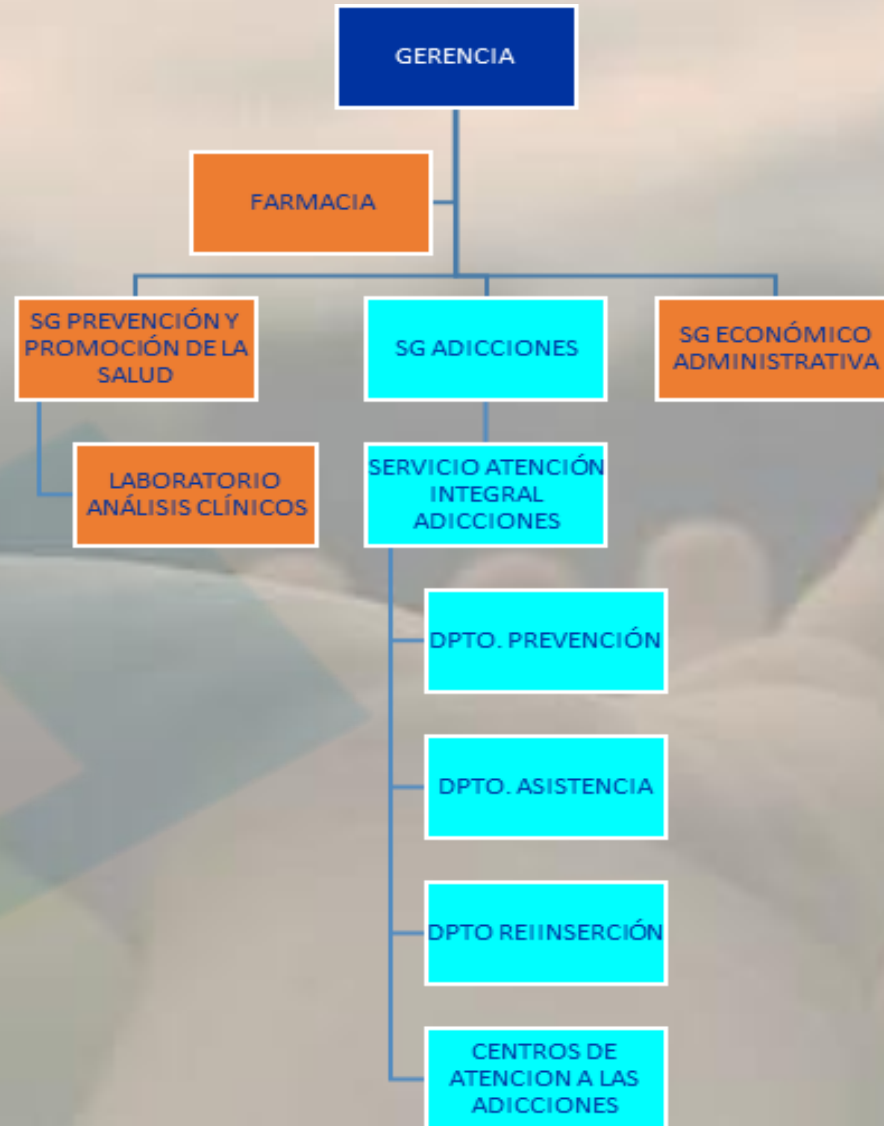 GERENCIA
FARMACIA
SG PREVENCIÓN Y
PROMOCIÓN DE LA
SALUD
SG ADICCIONES
SG ECONÓMICO
ADMINISTRATIVA
LABORATORIO
ANÁLISIS CLÍNICOS
SERVICIO ATENCIÓN
INTEGRAL
ADICCIONES
DPTO. PREVENCIÓN
DPTO. ASISTENCIA
DPTO REIINSERCIÓN
CENTROS DE
ATENCION A LAS
ADICCIONES